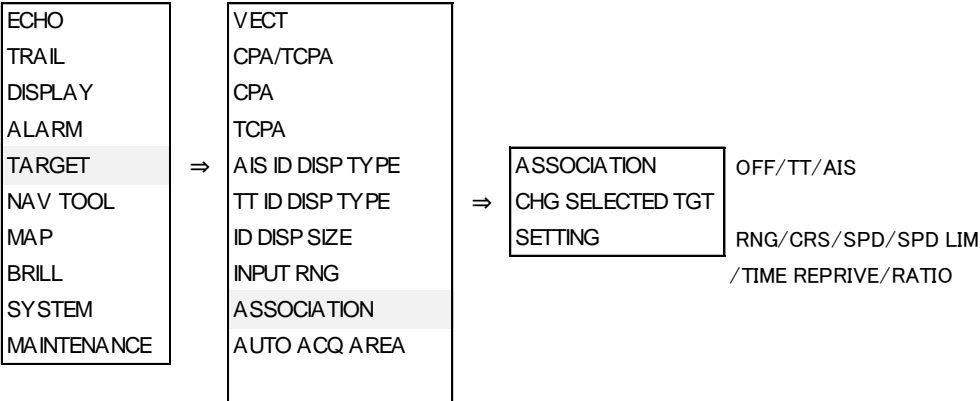 ECHO
TRAIL
DISPLAY
ALARM
TARGET
NAV TOOL
MAP
BRILL
SYSTEM
MAINTENANCE
⇒
VECT
CPA/TCPA
CPA
TCPA
AIS ID DISP TYPE
TT ID DISP TYPE
ID DISP SIZE
INPUT RNG
ASSOCIATION
AUTO ACQ AREA
⇒
ASSOCIATION
CHG SELECTED TGT
SETTING
OFF/TT/AIS
RNG/CRS/SPD/SPD LIM
/TIME REPRIVE/RATIO